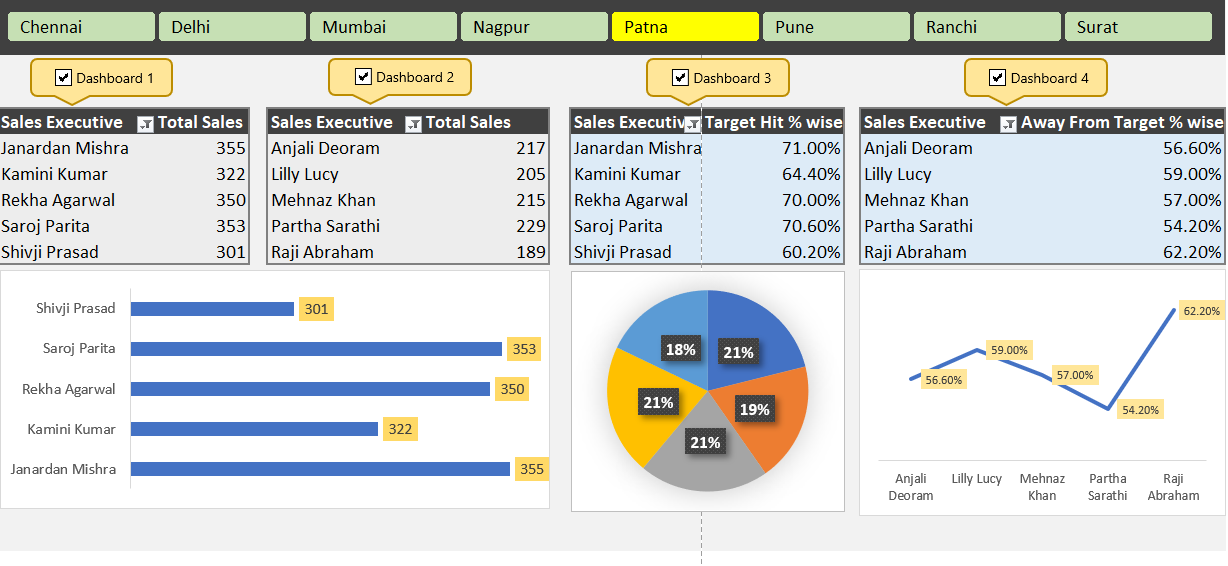 Chennai Delhi Mumbai Nagpur Patna Pune Ranchi Surat
Dashboard 1 Dashboard 2 Dashboard 3 Dashboard 4
Sales Executive Total Sales
Janardan Mishra 355
Kamini Kumar 322
Rekha Agarwal 350
Saroj Parita 353
Shivji Prasad 301
Sales Executive Total Sales
Anjali Deoram 217
Lilly Lucy 205
Mehnaz Khan 215
Partha Sarathi 229
Raji Abraham 189
Sales Executiv Target Hit % wise
Janardan Mishra 71.00%
Kamini Kumar 64.40%
Rekha Agarwal 70.00%
Saroj Parita 70.60%
Shivji Prasad 60.20%
Sales Executive Away From Target % wise
Anjali Deoram 56.60%
Lilly Lucy 59.00%
Mehnaz Khan 57.00%
Partha Sarathi 54.20%
Raji Abraham 62.20%
Shivji Prasad 301
Saroj Parita 353
Rekha Agarwal 350
Kamini Kumar 322
Janardan Mishra 355
18% 21%
21% 19%
21%
62.20%
59.00%
56.60% 57.00%
54.20%
Anjali Lilly Lucy Mehnaz Partha Raji
Deoram Khan Sarathi Abraham